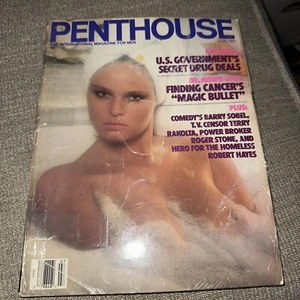 PENTHOUSE
THE INTERNATIONAL MAGAZINE FOR MEN
U.S. GOVERNMENT'S
SECRET DRUG DEALS
FINDING CANCER'S
"MAGIC BULLET"
PLUS:
COMEDY'S BARRY SOBEL,
T.V. CENSOR TERRY
RAKOLTA, POWER BROKER
ROGER STONE, AND
HERO FOR THE HOMELESS
ROBERT HAYES